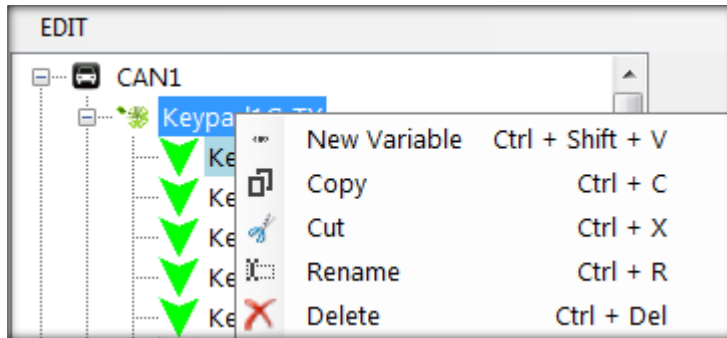 EDIT
CAN1
New Variable Ctrl + Shift + V
Copy Ctrl + C
Cut Ctrl + X
Rename Ctrl + R
Delete Ctrl + Del